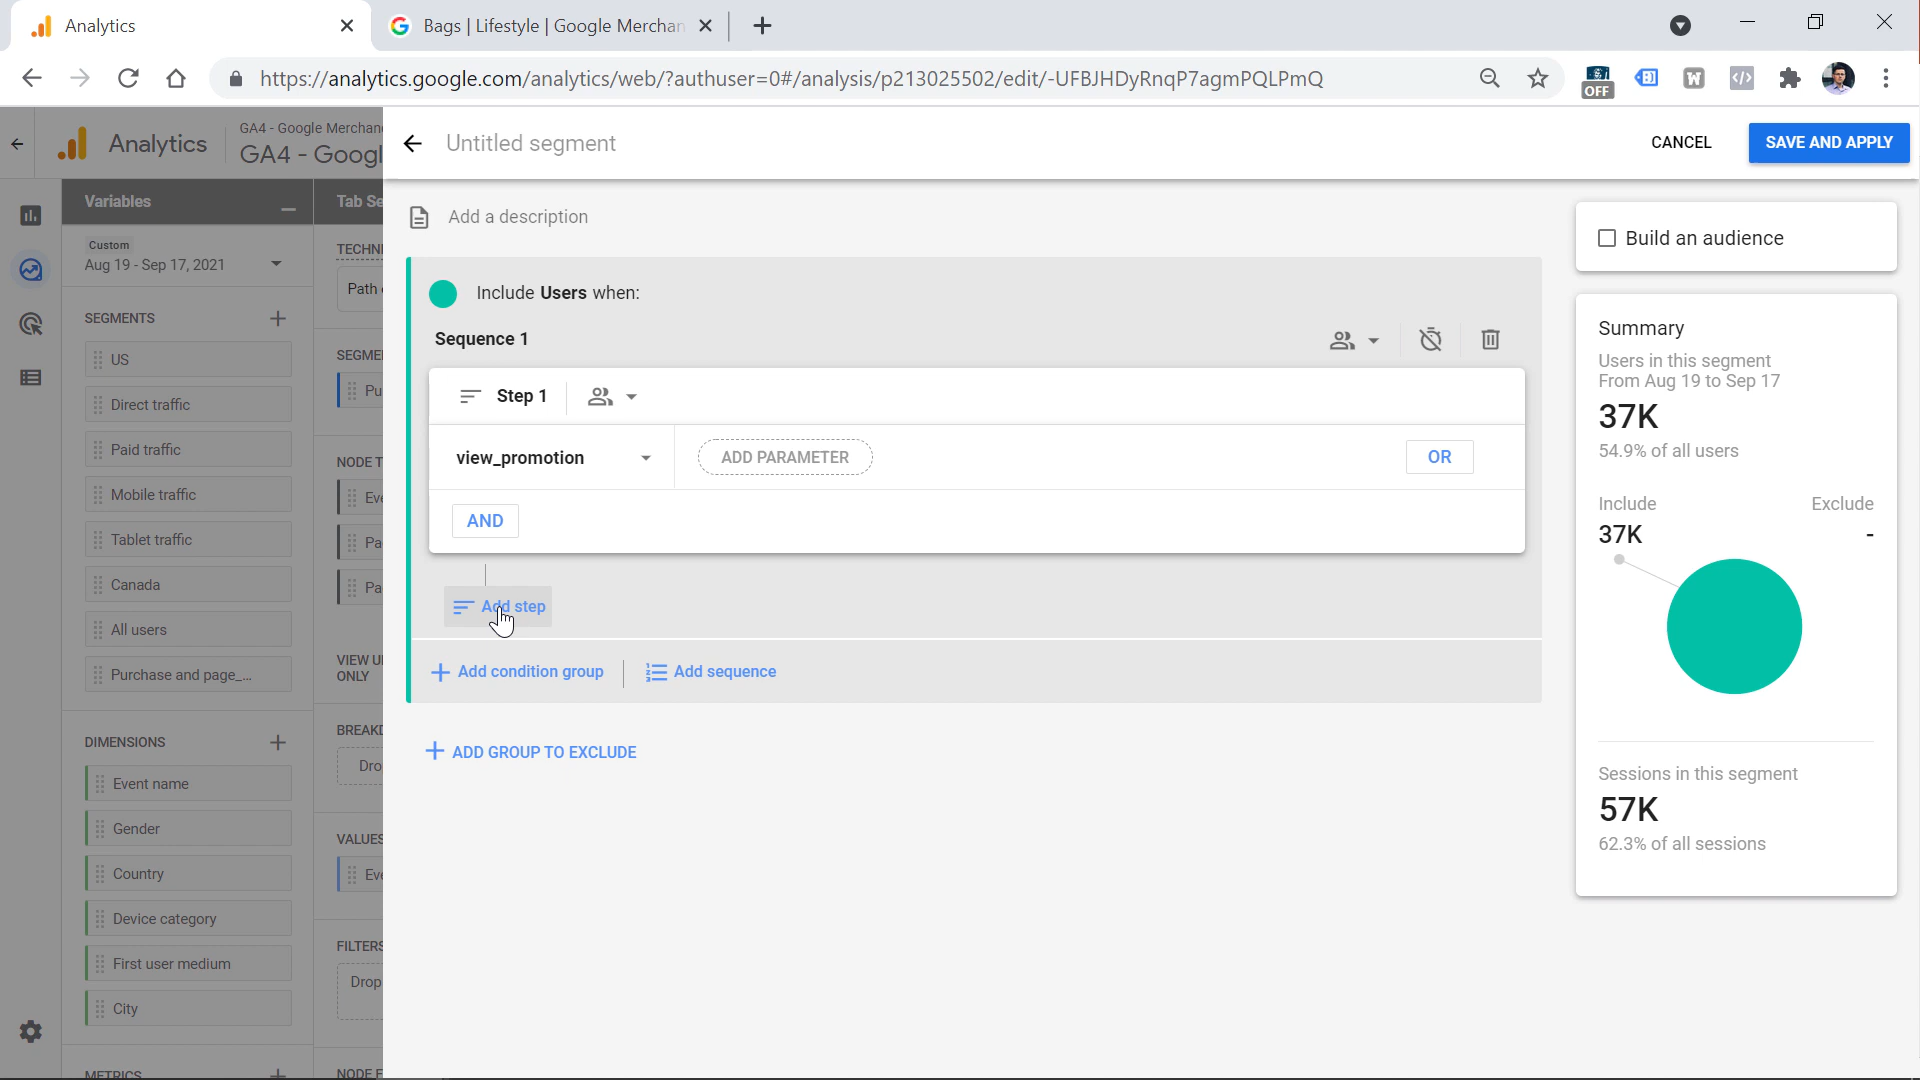 Analytics
Bags | Lifestyle | Google Merchan
https://analytics.google.com/analytics/web/?authuser=0#/analysis/p213025502/edit/-UFBJHDyRnqP7agmPQLPmQ
OFF
W
Analytics
GA4 - Google Merchan
GA4 - Googl
Untitled segment
CANCEL
SAVE AND APPLY
Variables
Custom
Aug 19 - Sep 17, 2021
SEGMENTS
US
Direct traffic
Paid traffic
Mobile traffic
Tablet traffic
Canada
All users
Purchase and page_...
DIMENSIONS
Event name
Gender
Country
Device category
First user medium
City
METRICS
Tab Se
TECHNI
Path
SEGME
Pu
NODE T
Eve
Pa
Pa
VIEW U
ONLY
BREAK
Dro
VALUES
Eve
FILTERS
Drop
NODE F
Add a description
Include Users when:
Sequence 1
Step 1
view_promotion
ADD PARAMETER
OR
AND
Add step
Add condition group
Add sequence
ADD GROUP TO EXCLUDE
Build an audience
Summary
Users in this segment
From Aug 19 to Sep 17
37K
54.9% of all users
Include
Exclude
37K
-
Sessions in this segment
57K
62.3% of all sessions